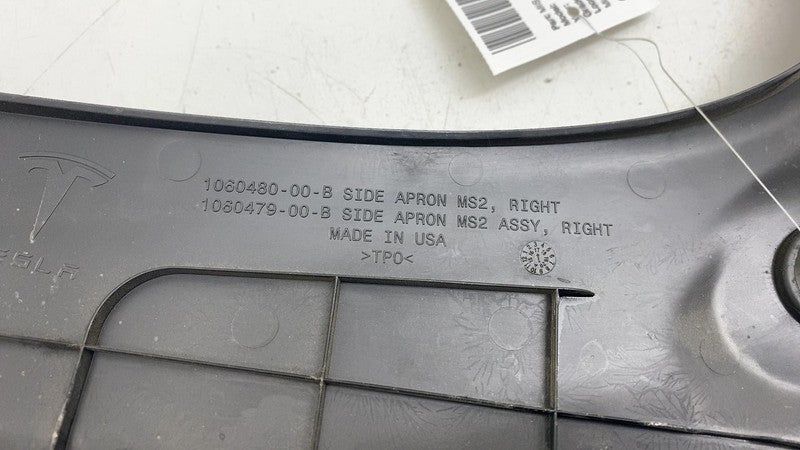 1060480-00-B SIDE APRON MS2, RIGHT
1060479-00-B SIDE APRON MS2 ASSY, RIGHT
MADE IN USA
>TPO<